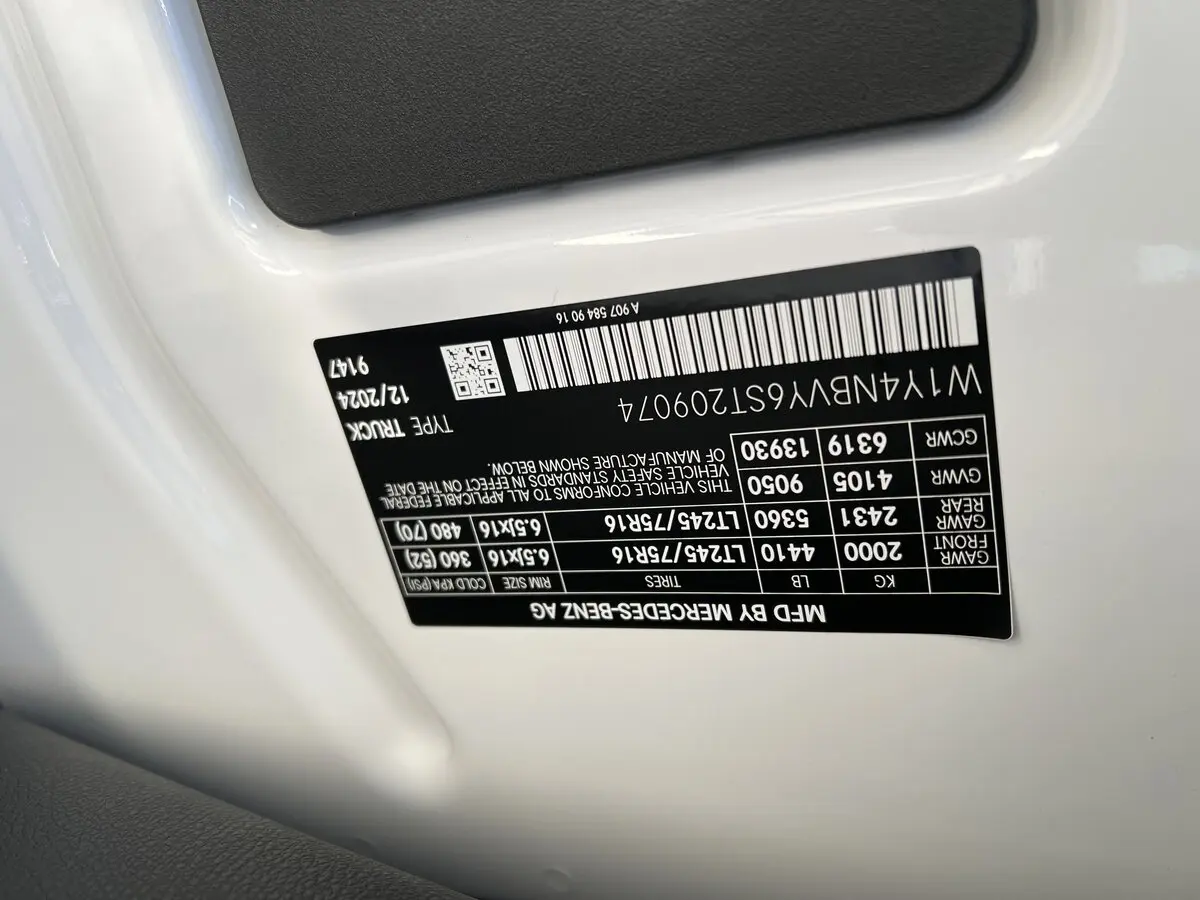 MFD BY MERCEDES-BENZ AG
KG LB TIRES RIM SIZE COLD KPA (PSI)
GAWR FRONT 2000 4410 LT245/75R16 6.5Jx16 360 (52)
GAWR REAR 2431 5360 LT245/75R16 6.5Jx16 480 (70)
GVWR 4105 9050
GCWR 6319 13930
THIS VEHICLE CONFORMS TO ALL APPLICABLE FEDERAL
VEHICLE SAFETY STANDARDS IN EFFECT ON THE DATE
OF MANUFACTURE SHOWN BELOW.
W1Y4NBVY6ST209074
TYPE TRUCK
12/2024
9147
A 907 584 90 16